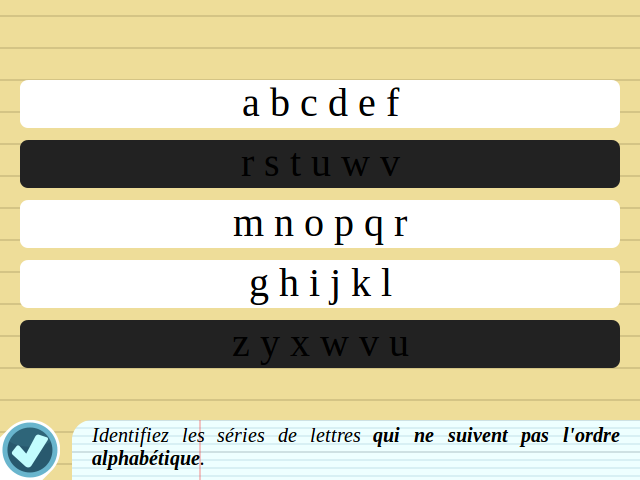 a b c d e f
r s t u w v
m n o p q r
g h i j k l
z y x w v u
Identifiez les séries de lettres qui ne suivent pas l'ordre
alphabétique.